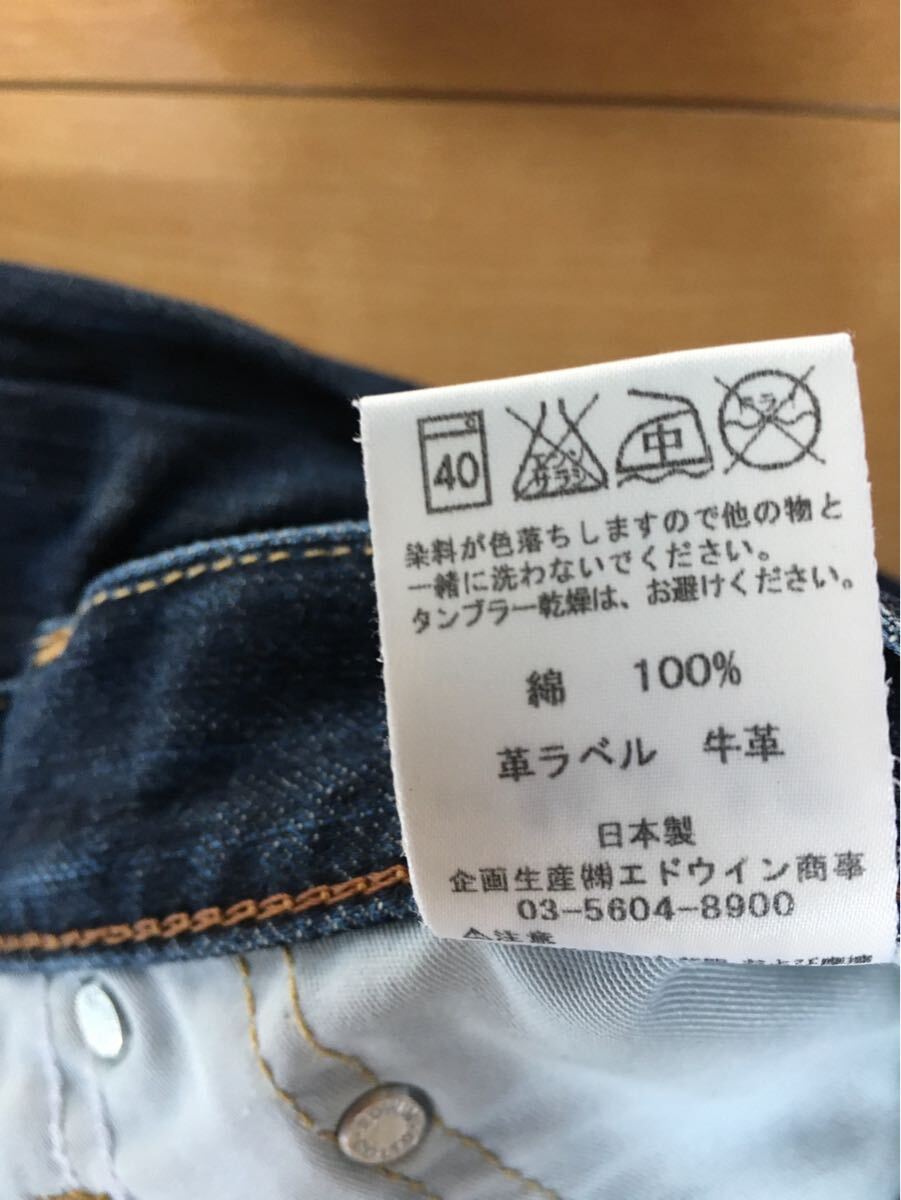 40
エンソ
サラシ
中
ドライ
染料が色落ちしますので他の物と
一緒に洗わないでください。
タンブラー乾燥は、お避けください。
綿 100%
革ラベル 牛革
日本製
企画生産㈱エドウイン商事
03-5604-8900
注意